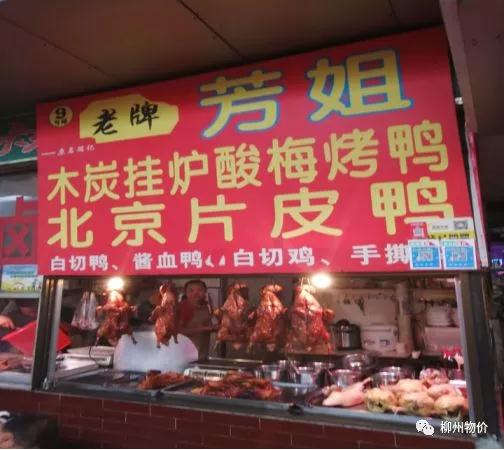 9
老牌 芳姐
木炭挂炉酸梅烤鸭
北京片皮鸭
白切鸭、酱血鸭、白切鸡、手撕
柳州物价